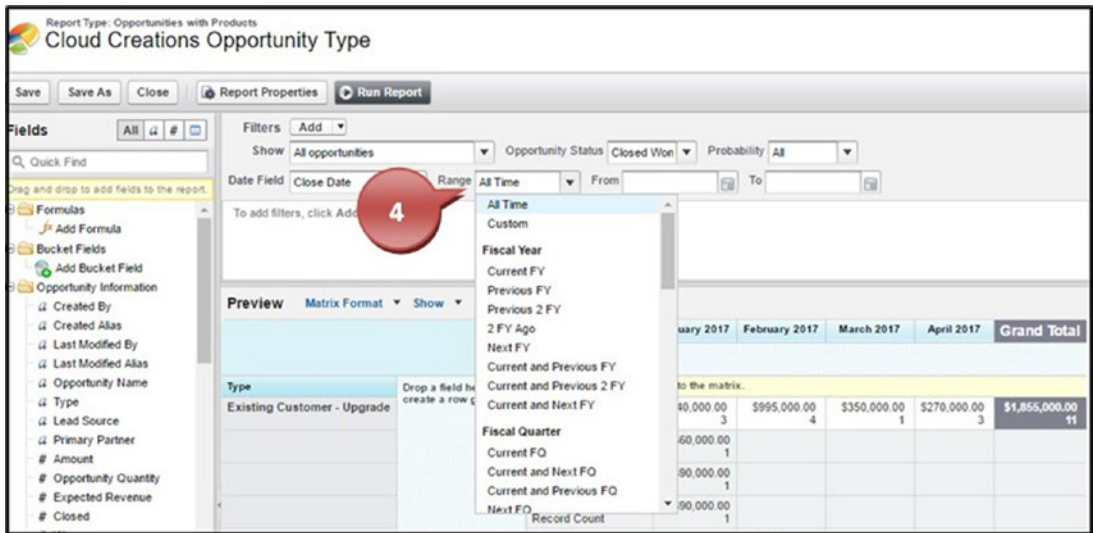 Report Type: Opportunities with Products
Cloud Creations Opportunity Type
Save Save As Close Report Properties Run Report
Fields All a #
Quick Find
Drag and drop to add fields to the report.
Formulas
Add Formula
Bucket Fields
Add Bucket Field
Opportunity Information
a Created By
a Created Alias
a Last Modified By
a Last Modified Alias
a Opportunity Name
a Type
a Lead Source
a Primary Partner
# Amount
# Opportunity Quantity
# Expected Revenue
# Closed
Filters Add
Show All opportunities Opportunity Status Closed Won Probability All
Date Field Close Date Range All Time From To
To add filters, click Add
4
All Time
Custom
Fiscal Year
Current FY
Previous FY
Previous 2 FY
2 FY Ago
Next FY
Current and Previous FY
Current and Previous 2 FY
Current and Next FY
Fiscal Quarter
Current FQ
Current and Next FQ
Current and Previous FQ
Next FQ
Preview Matrix Format Show
uary 2017 February 2017 March 2017 April 2017 Grand Total
Type Drop a field he to the matrix.
create a row g
Existing Customer - Upgrade 40,000.00 $995,000.00 $350,000.00 $270,000.00 $1,855,000.00
3 4 1 3 11
60,000.00
1
90,000.00
1
90,000.00
Record Count 1